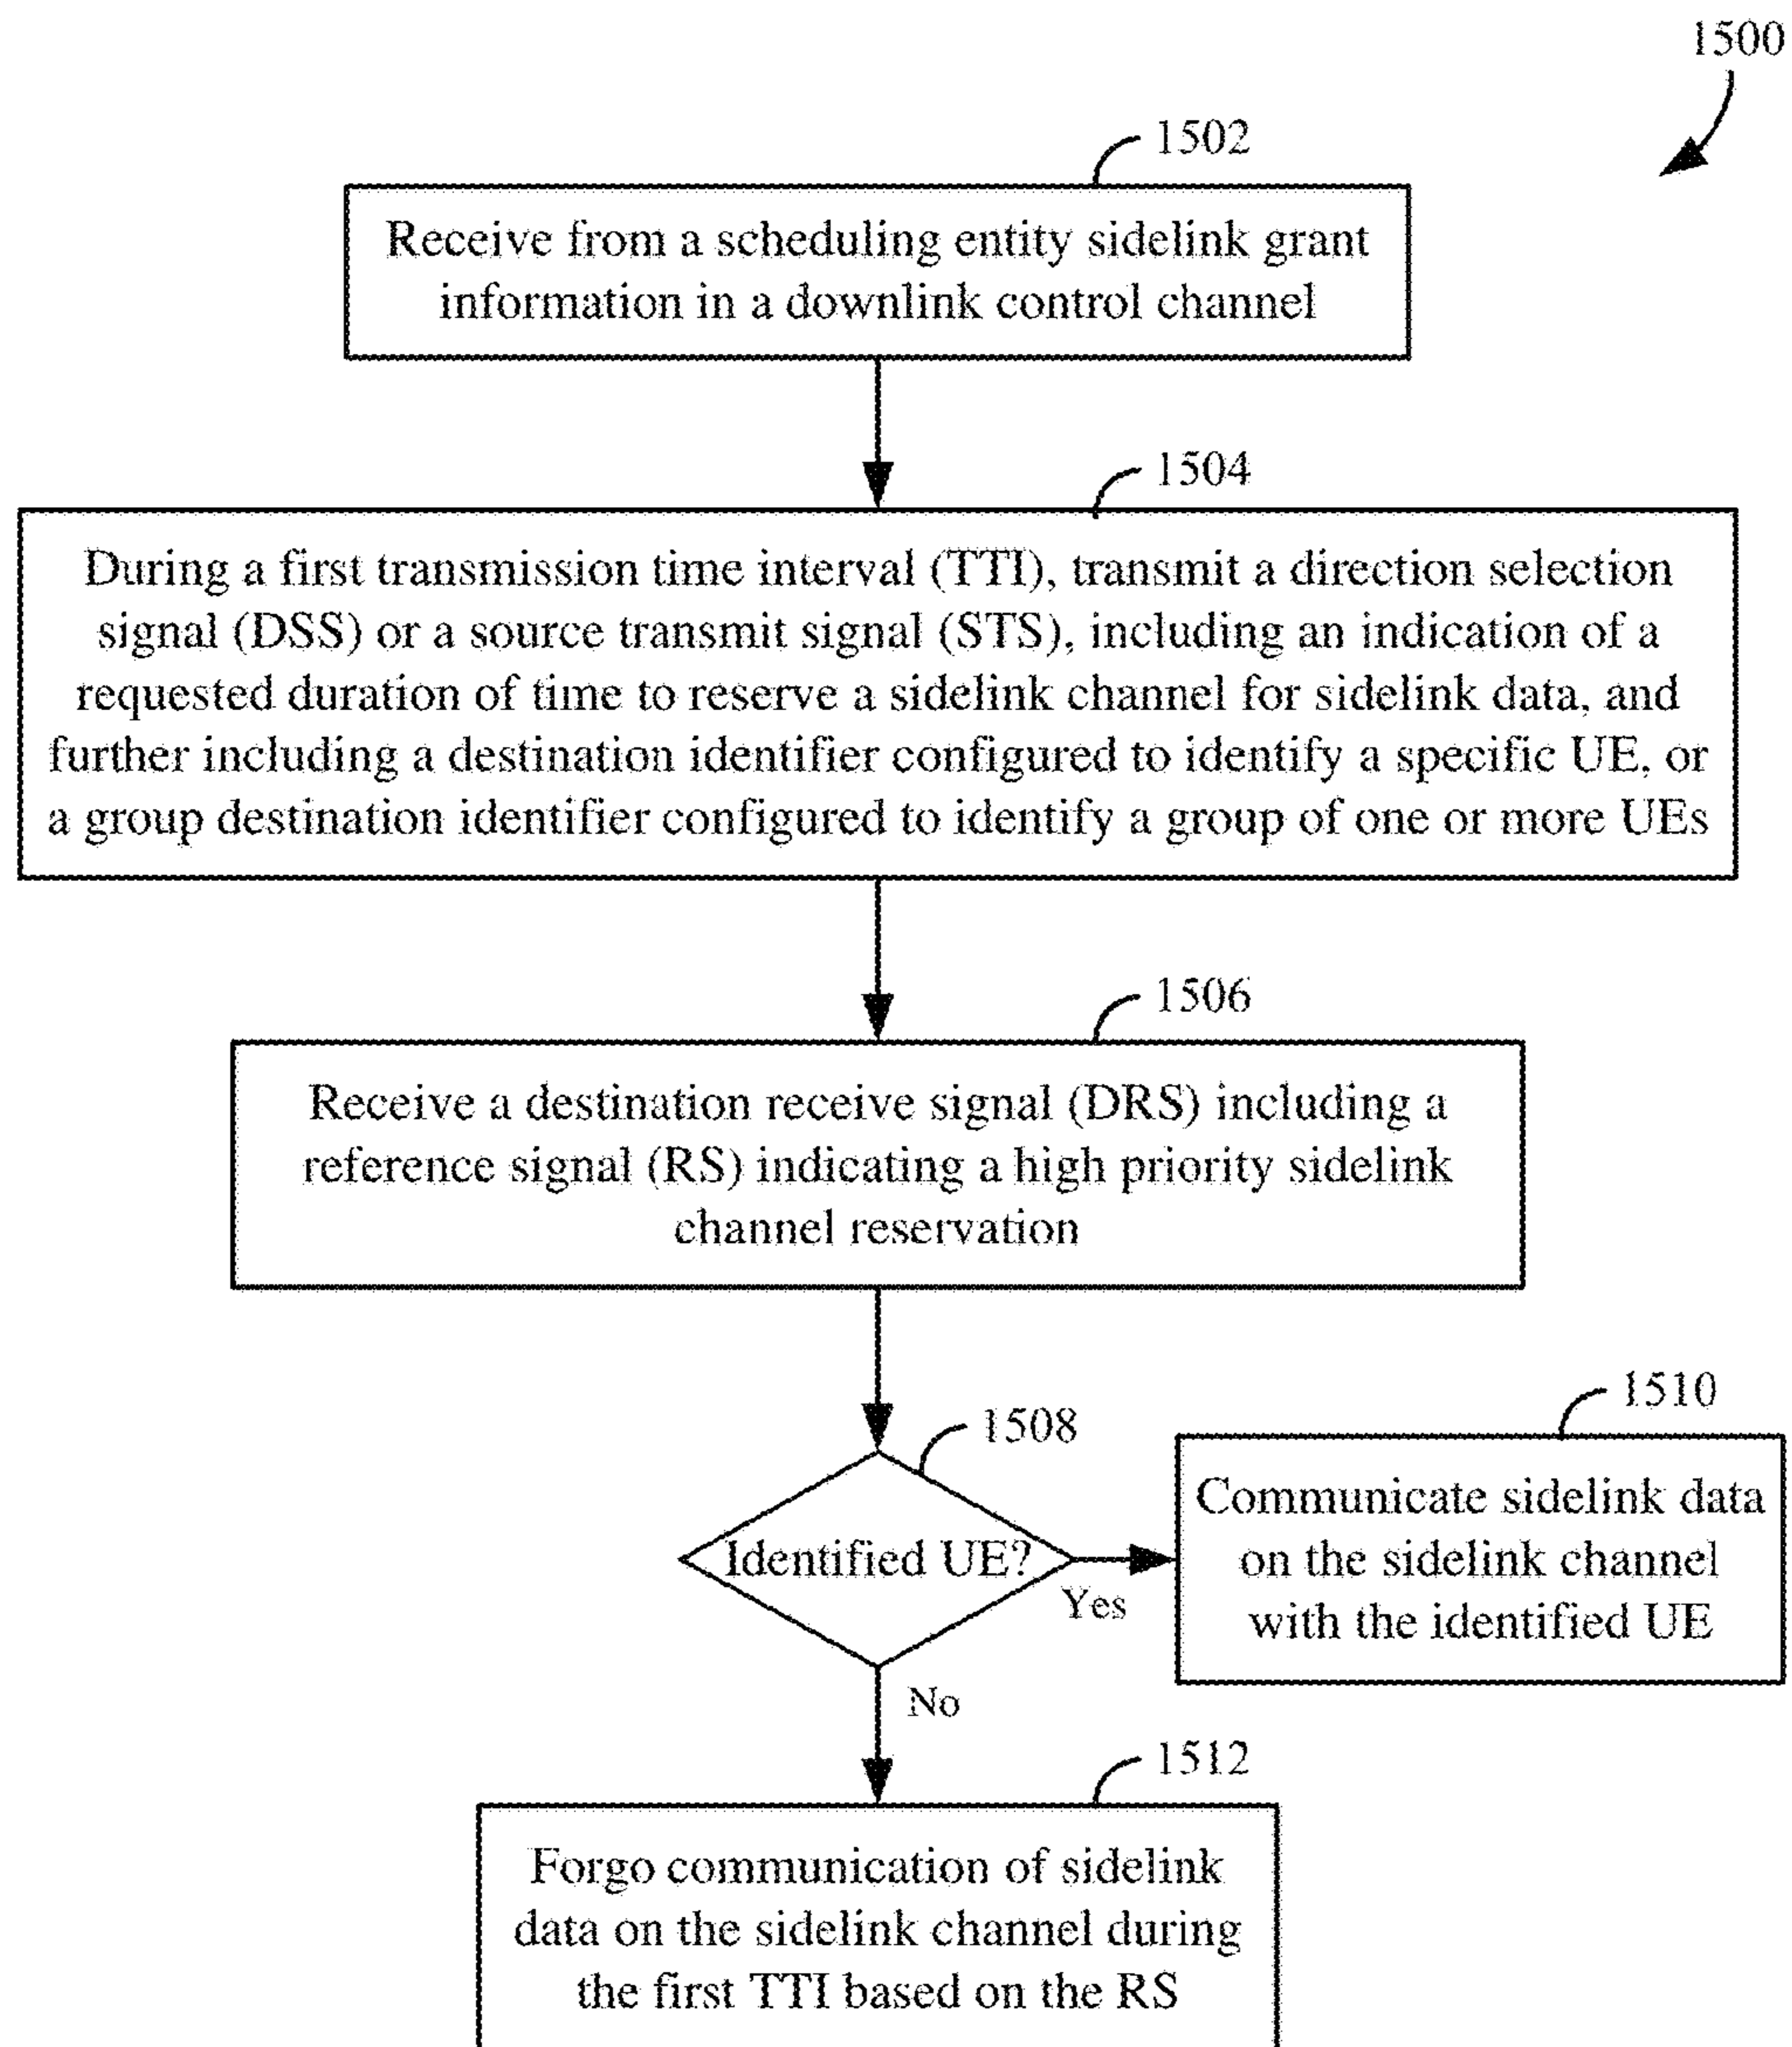 1500
1502
Receive from a scheduling entity sidelink grant
information in a downlink control channel
1504
During a first transmission time interval (TTI), transmit a direction selection
signal (DSS) or a source transmit signal (STS), including an indication of a
requested duration of time to reserve a sidelink channel for sidelink data, and
further including a destination identifier configured to identify a specific UE, or
a group destination identifier configured to identify a group of one or more UEs
1506
Receive a destination receive signal (DRS) including a
reference signal (RS) indicating a high priority sidelink
channel reservation
1508
Identified UE?
Yes
1510
Communicate sidelink data
on the sidelink channel
with the identified UE
No
1512
Forgo communication of sidelink
data on the sidelink channel during
the first TTI based on the RS